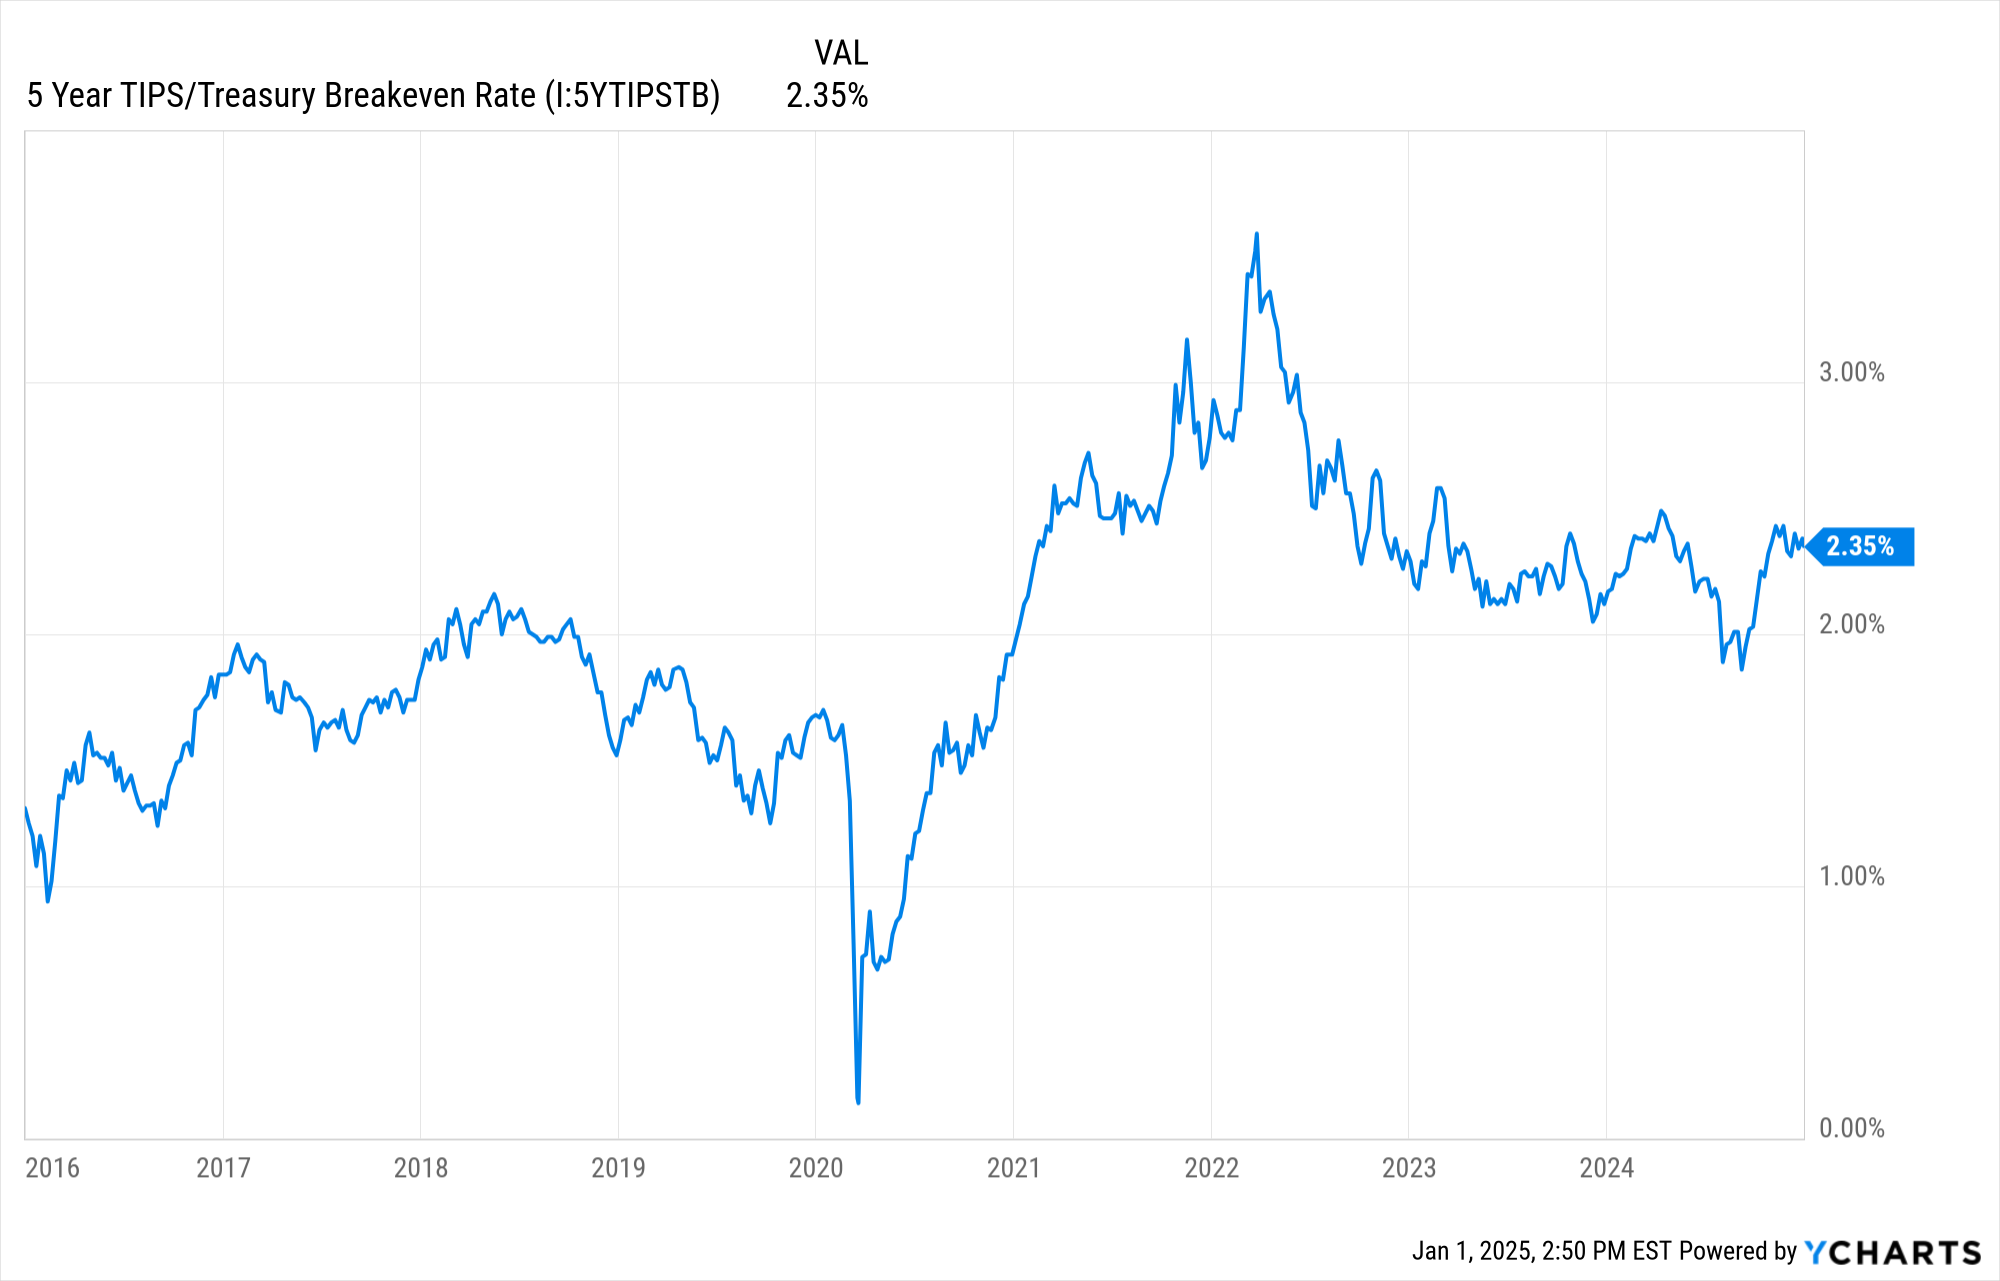 VAL
5 Year TIPS/Treasury Breakeven Rate (I:5YTIPSTB) 2.35%
3.00%
2.35%
2.00%
1.00%
0.00%
2016 2017 2018 2019 2020 2021 2022 2023 2024
Jan 1, 2025, 2:50 PM EST Powered by YCHARTS